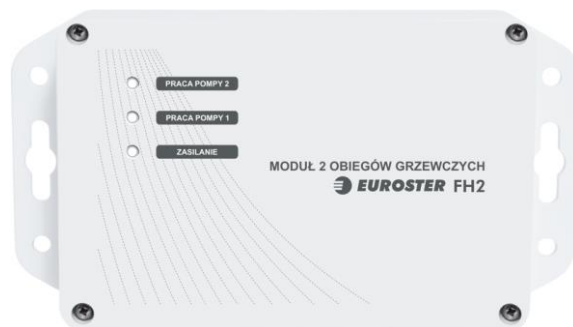 PRACA POMPY 2
PRACA POMPY 1
ZASILANIE
MODUŁ 2 OBIEGÓW GRZEWCZYCH
EUROSTER FH2